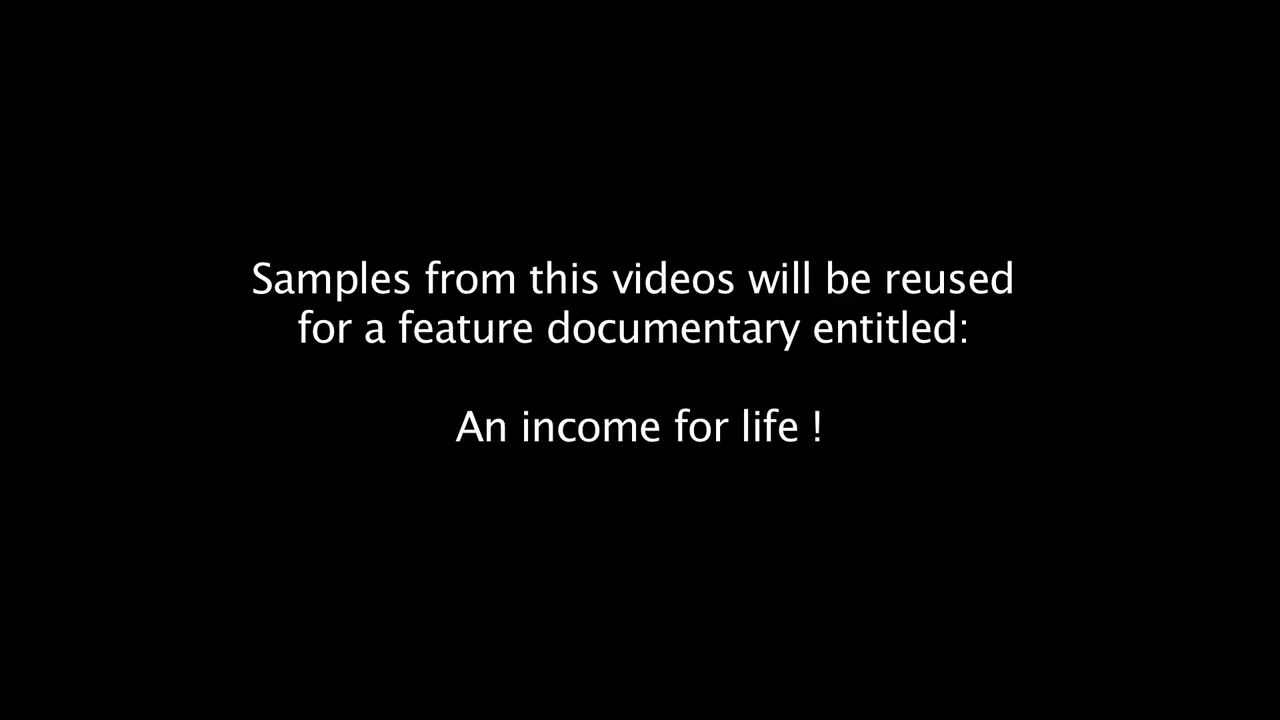 Samples from this videos will be reused
for a feature documentary entitled:
An income for life !